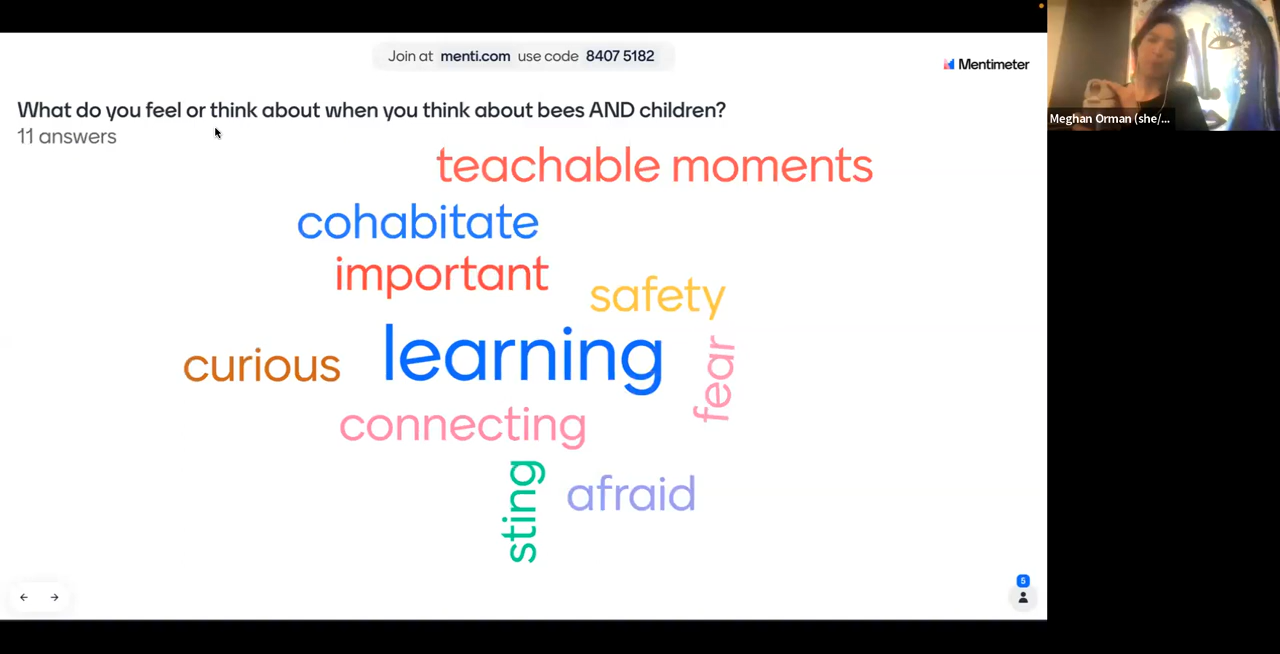 Join at menti.com use code 8407 5182
Mentimeter
What do you feel or think about when you think about bees AND children?
11 answers
teachable moments
cohabitate
important
safety
learning
curious
fear
connecting
sting
afraid
5
Meghan Orman (she/...